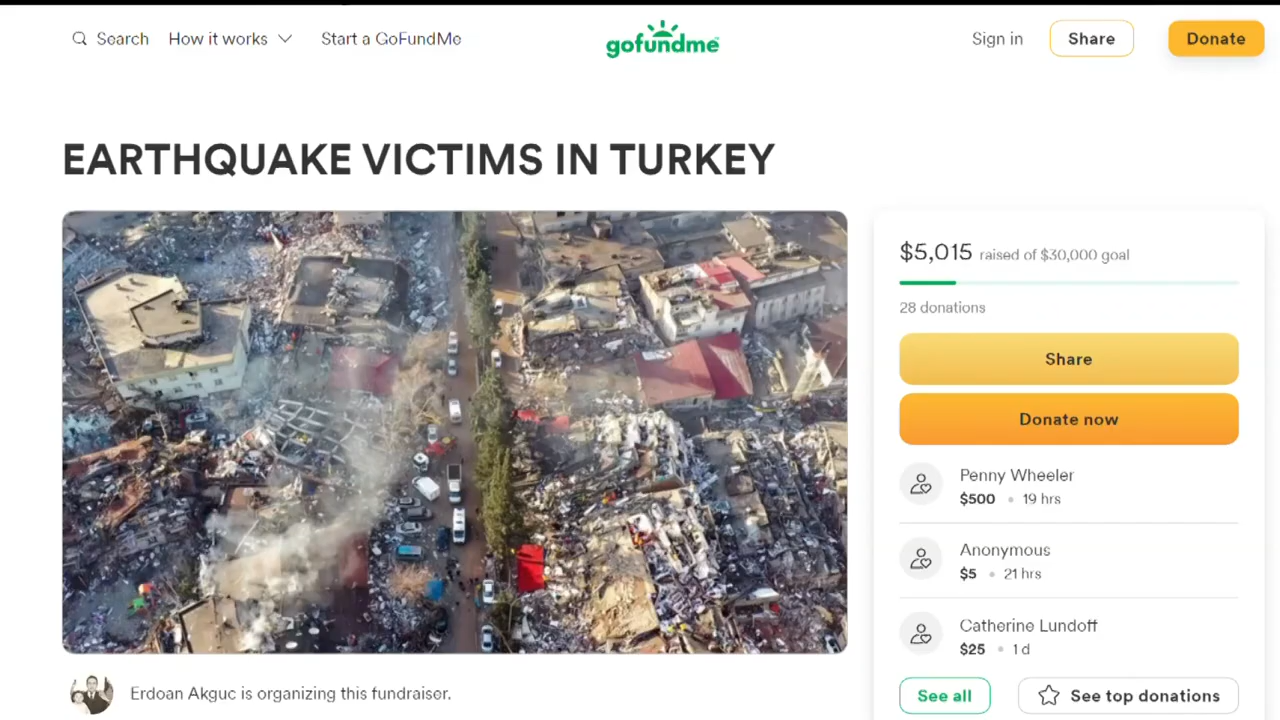 Search How it works Start a GoFundMe gofundme Sign in Share Donate
EARTHQUAKE VICTIMS IN TURKEY
$5,015 raised of $30,000 goal
28 donations
Share
Donate now
Penny Wheeler
$500 • 19 hrs
Anonymous
$5 • 21 hrs
Catherine Lundoff
$25 • 1 d
See all See top donations
Erdoan Akguc is organizing this fundraiser.